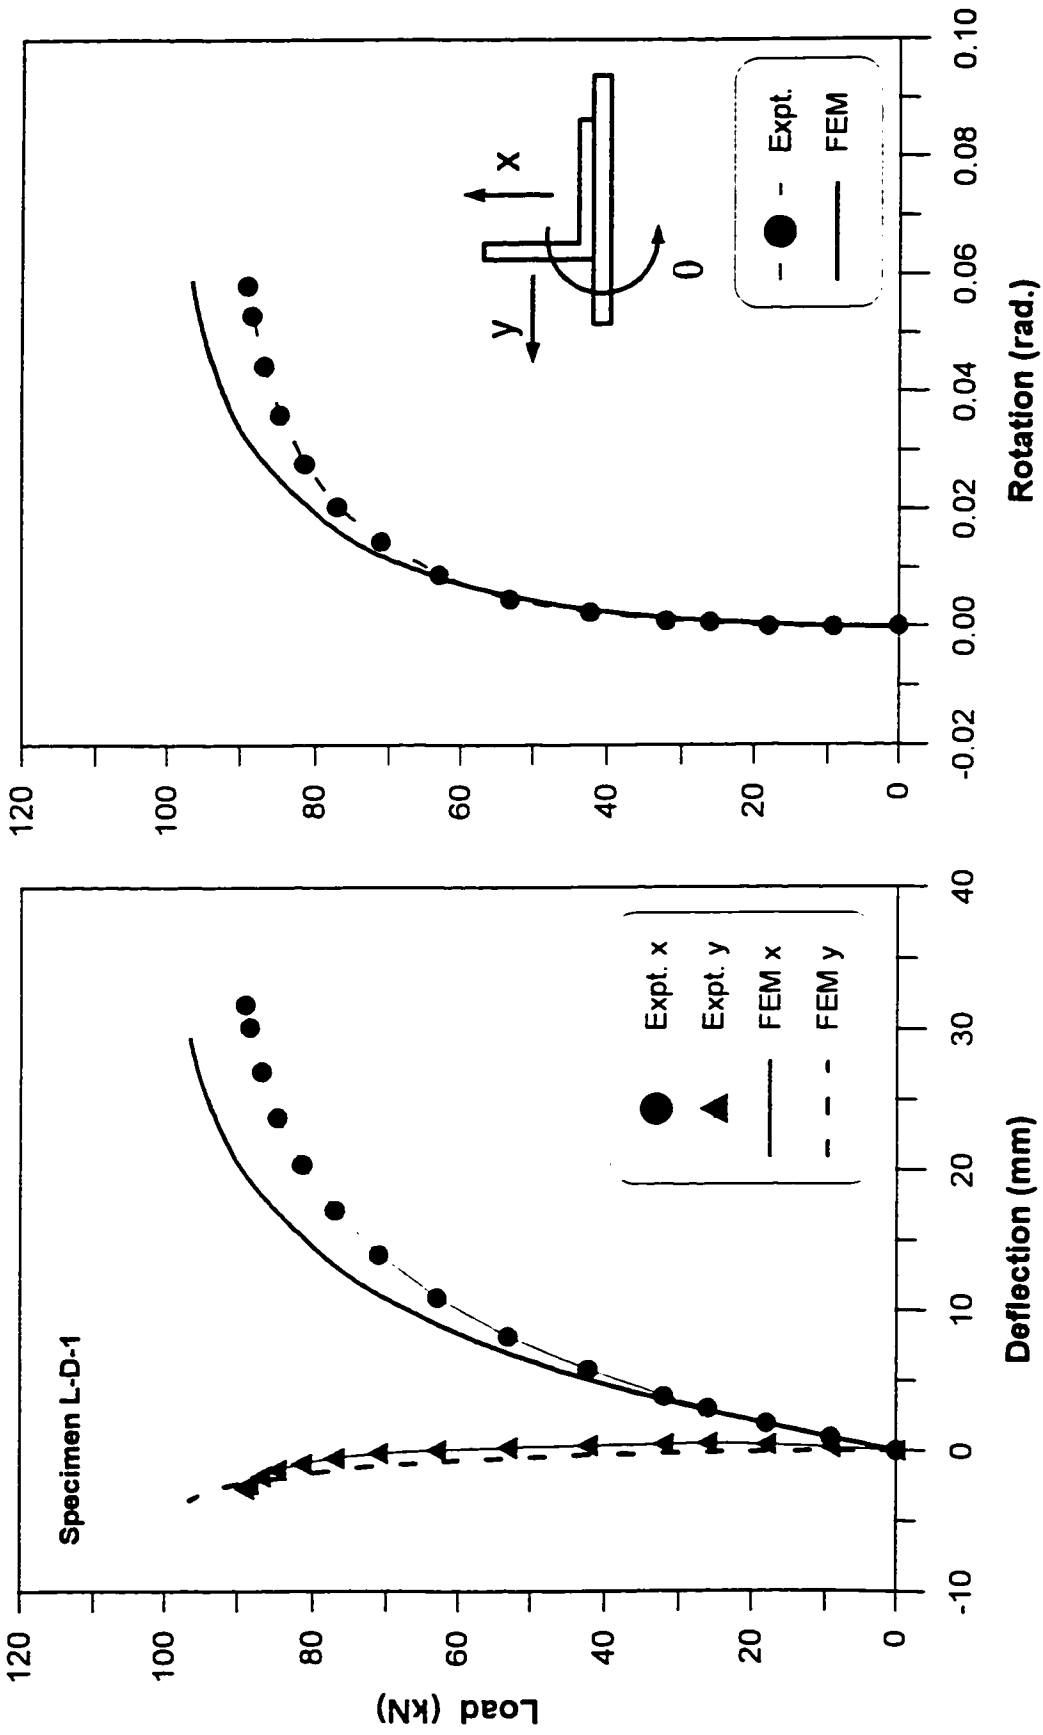 Specimen L-D-1
Load (kN)
120
100
80
60
40
20
0
-10
0
10
20
30
40
Deflection (mm)
Expt. x
Expt. y
FEM x
FEM y
120
100
80
60
40
20
0
-0.02
0.00
0.02
0.04
0.06
0.08
0.10
Rotation (rad.)
y
x
θ
Expt.
FEM